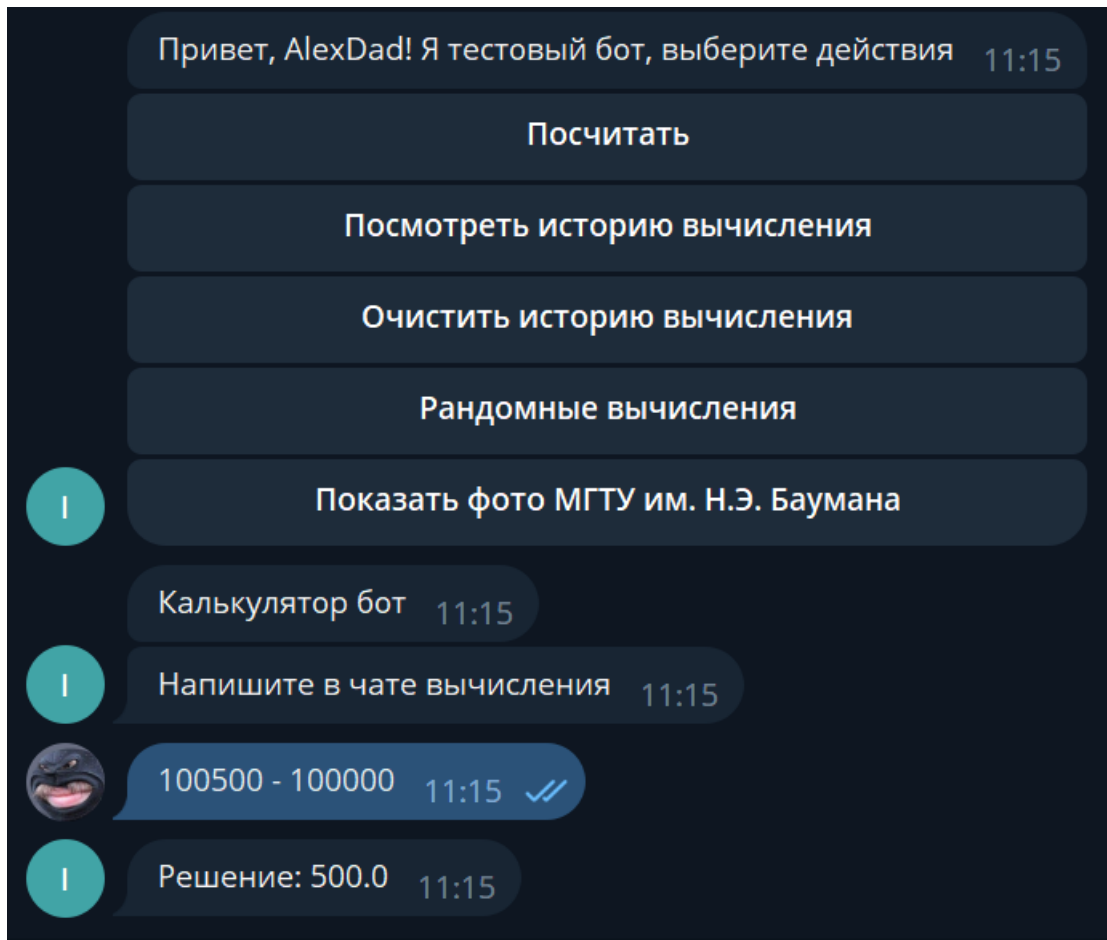 Привет, AlexDad! Я тестовый бот, выберите действия 11:15
Посчитать
Посмотреть историю вычисления
Очистить историю вычисления
Рандомные вычисления
I
Показать фото МГТУ им. Н.Э. Баумана
Калькулятор бот 11:15
I
Напишите в чате вычисления 11:15
100500 - 100000 11:15
I
Решение: 500.0 11:15